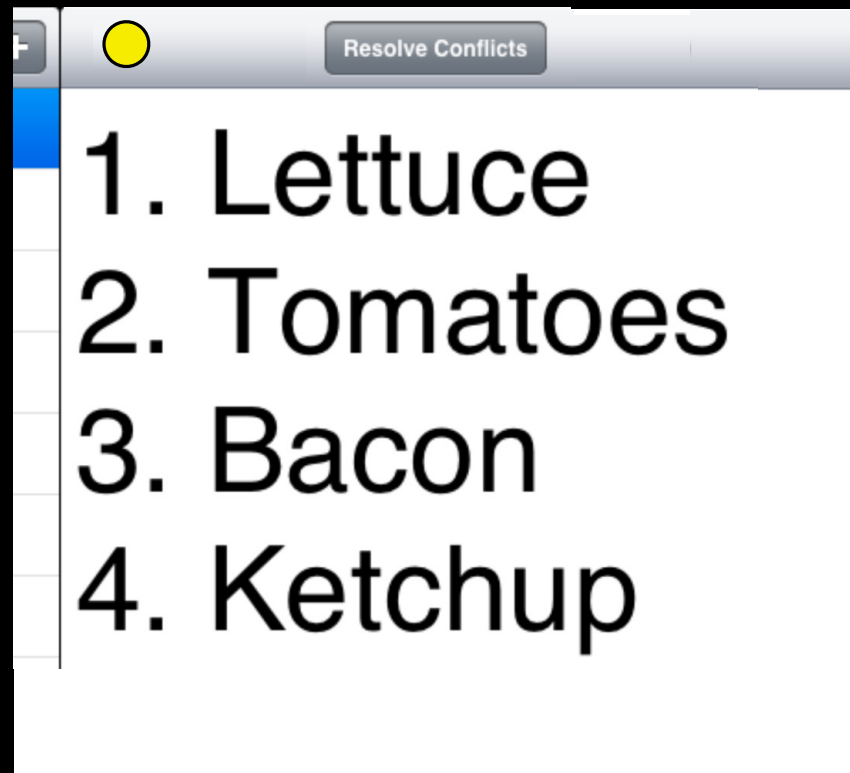 +
Resolve Conflicts
1. Lettuce
2. Tomatoes
3. Bacon
4. Ketchup